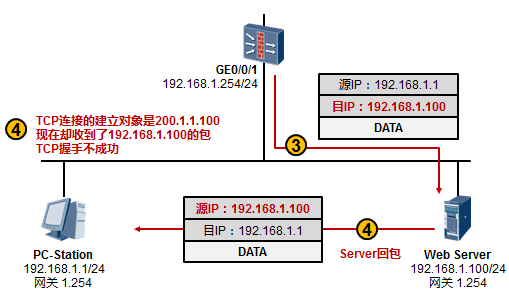 GE0/0/1
192.168.1.254/24
源IP：192.168.1.1
目IP：192.168.1.100
DATA
4
TCP连接的建立对象是200.1.1.100
现在却收到了192.168.1.100的包
TCP握手不成功
3
源IP：192.168.1.100
目IP：192.168.1.1
DATA
4
Server回包
PC-Station
192.168.1.1/24
网关 1.254
Web Server
192.168.1.100/24
网关 1.254